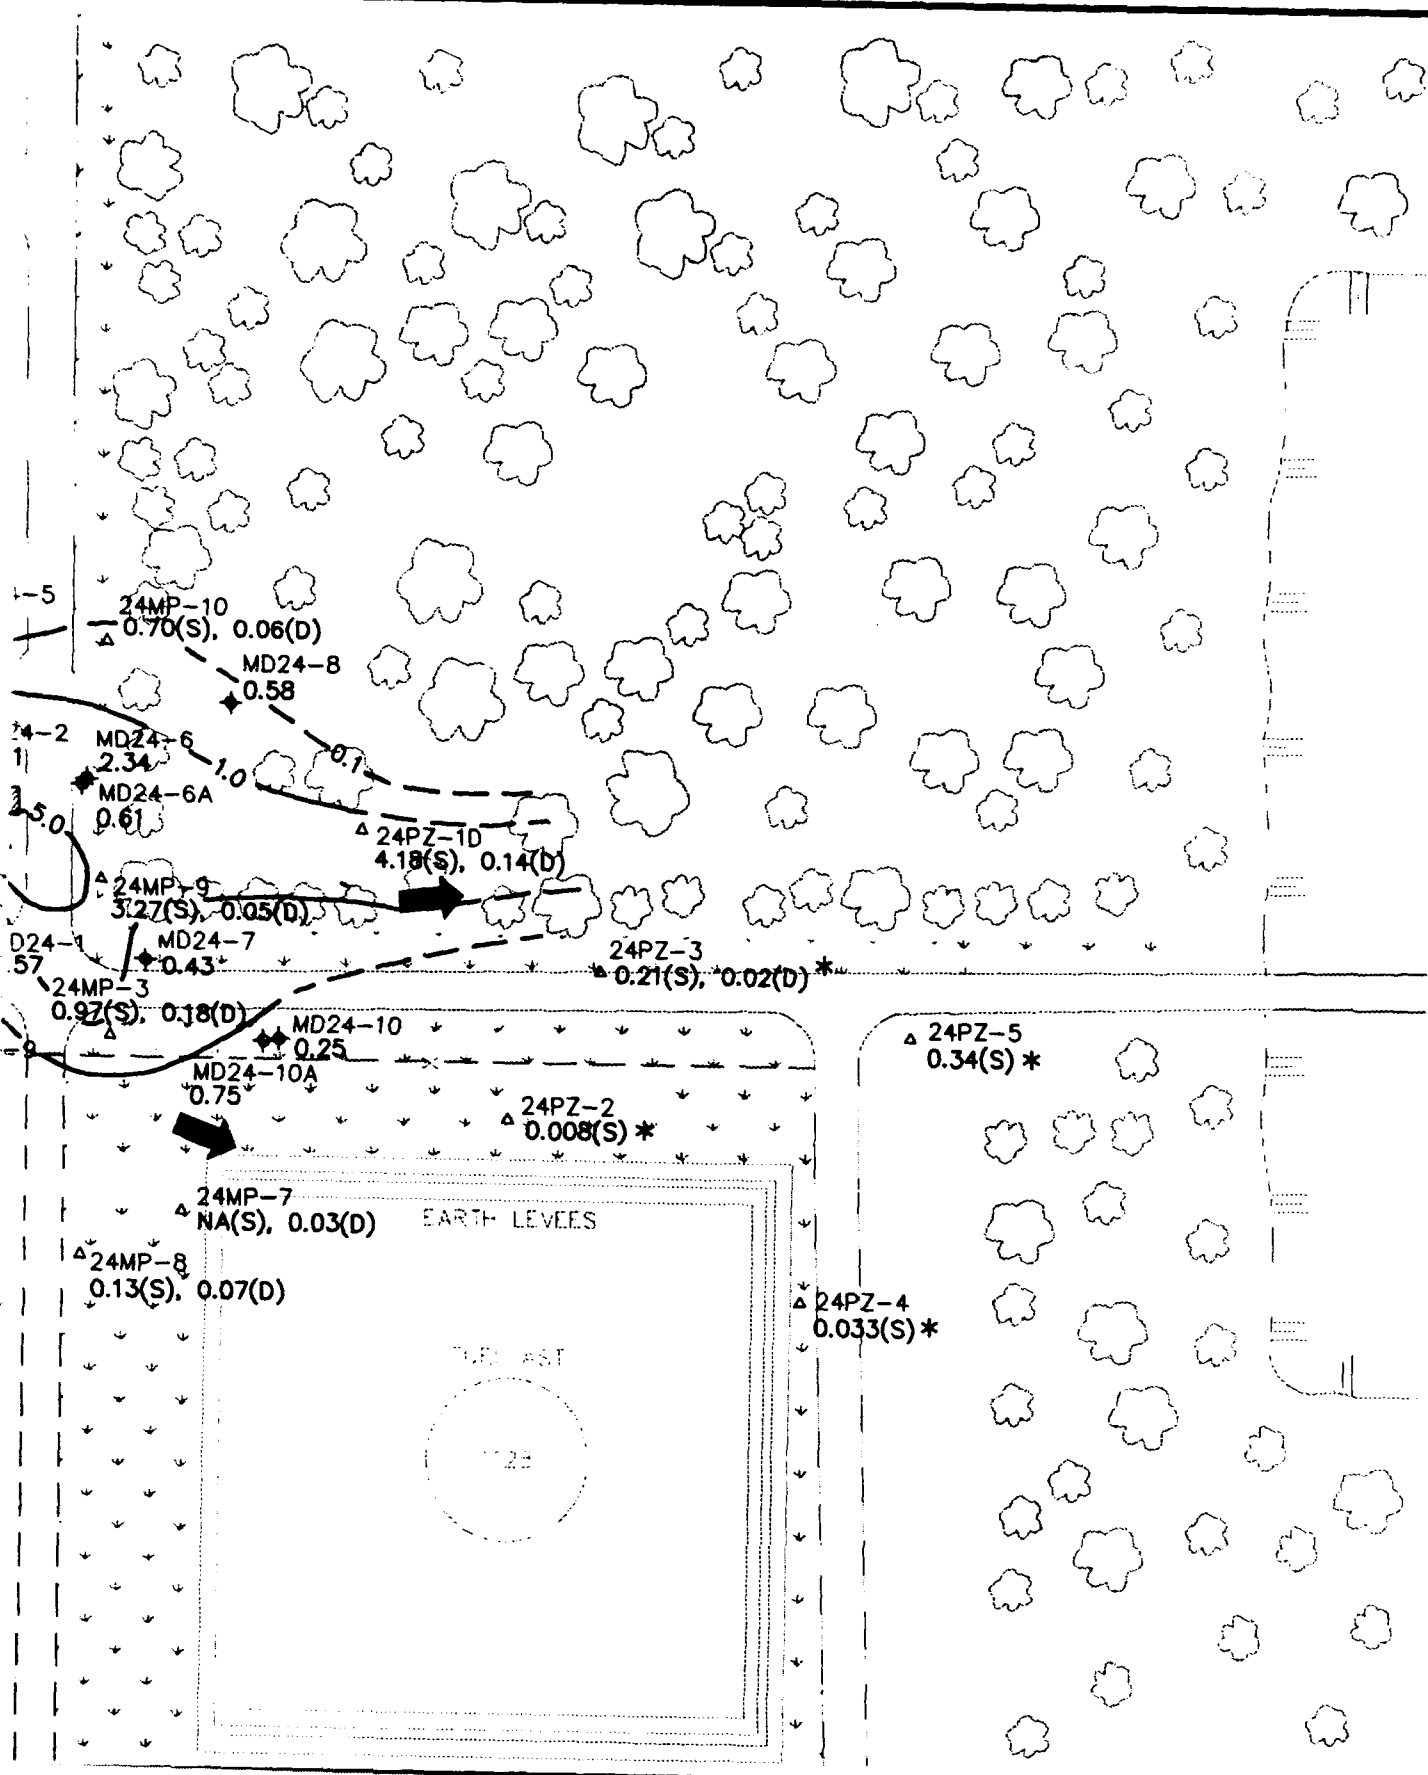 -5
24MP-10
0.70(S), 0.06(D)
MD24-8
0.58
4-2
1
MD24-6
2.34
0.1
1.0
MD24-6A
0.61
5.0
24PZ-1D
4.18(S), 0.14(D)
24MP-9
3.27(S), 0.05(D)
D24-1
57
MD24-7
0.43
24PZ-3
0.21(S), 0.02(D)*
24MP-3
0.97(S), 0.18(D)
MD24-10
0.25
24PZ-5
0.34(S)*
MD24-10A
0.75
24PZ-2
0.008(S)*
24MP-7
NA(S), 0.03(D)
EARTH LEVEES
24MP-8
0.13(S), 0.07(D)
24PZ-4
0.033(S)*